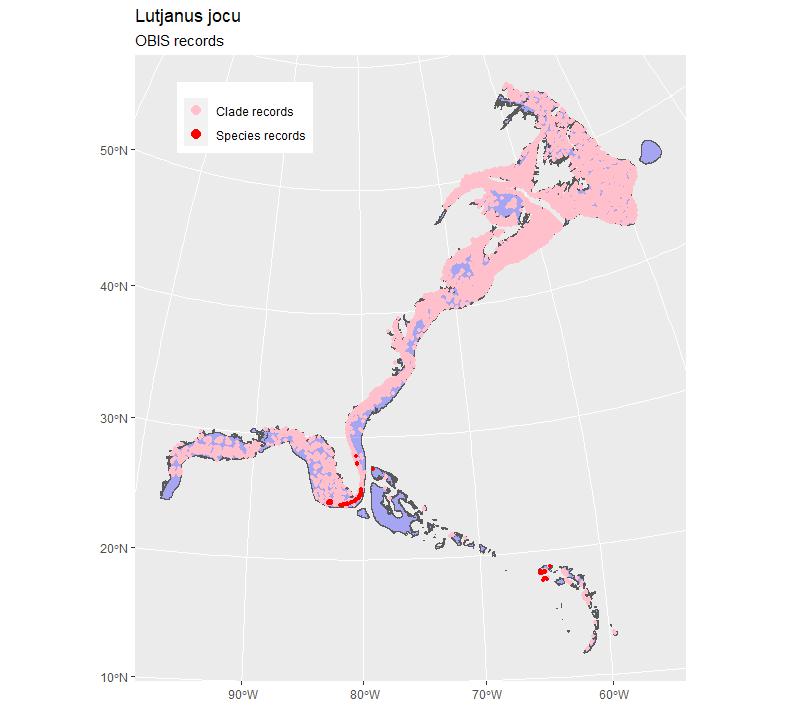 Lutjanus jocu
OBIS records
Clade records
Species records
50°N
40°N
30°N
20°N
10°N
90°W
80°W
70°W
60°W